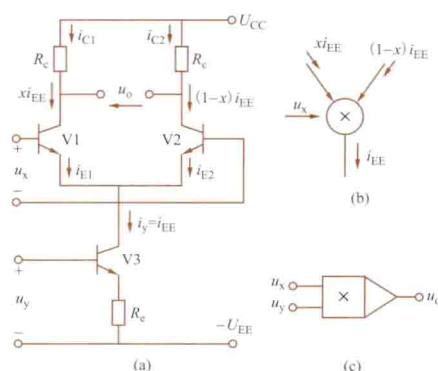 U_CC
i_C1
i_C2
R_c
R_c
xi_EE
u_o
(1-x)i_EE
+
V1
V2
u_x
i_E1
i_E2
−
i_y=i_EE
+
V3
u_y
R_e
−
-U_EE
(a)
xi_EE
(1-x)i_EE
u_x
×
i_EE
(b)
u_x
u_y
×
(c)